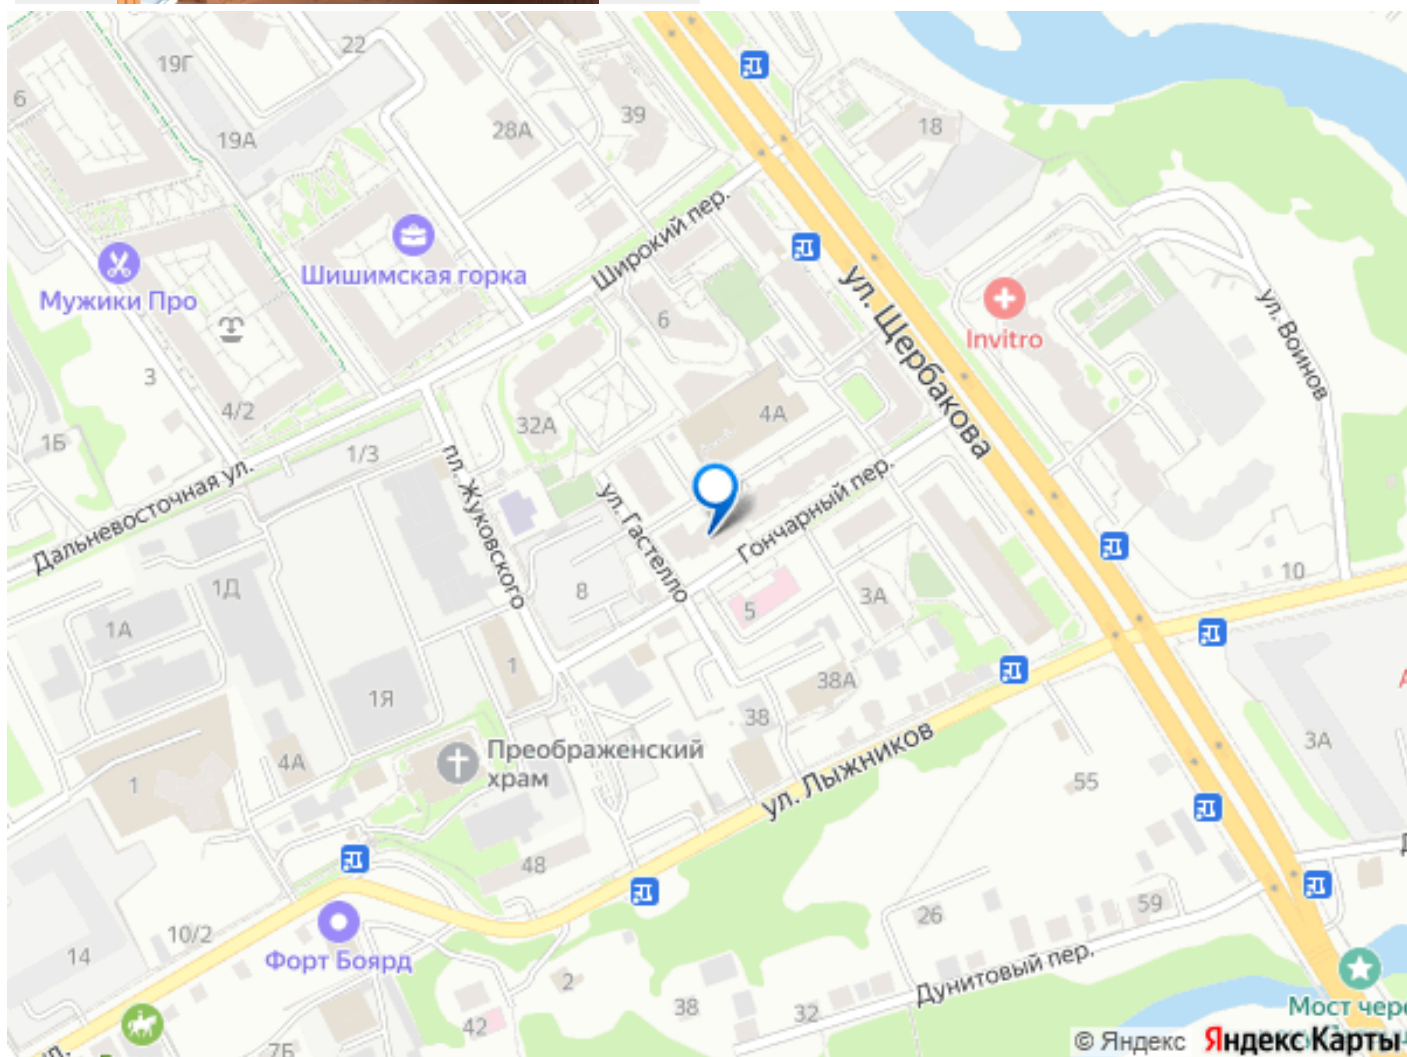 22
19Г
6
39
28А
19А
18
Широкий пер.
Шишимская горка
Мужики Про
ул. Щербакова
Invitro
ул. Воинов
6
3
4/2
4А
32А
1Б
1/3
пл. Жуковского
Дальневосточная ул.
ул. Гастелло
Гончарный пер.
1Д
8
5
3А
10
1А
1
38А
1Я
38
Преображенский
храм
ул. Лыжников
3А
4А
1
55
48
59
26
10/2
14
Форт Боярд
Дунитовый пер.
2
38
32
42
7Б
Мост чере
© Яндекс Яндекс Карты